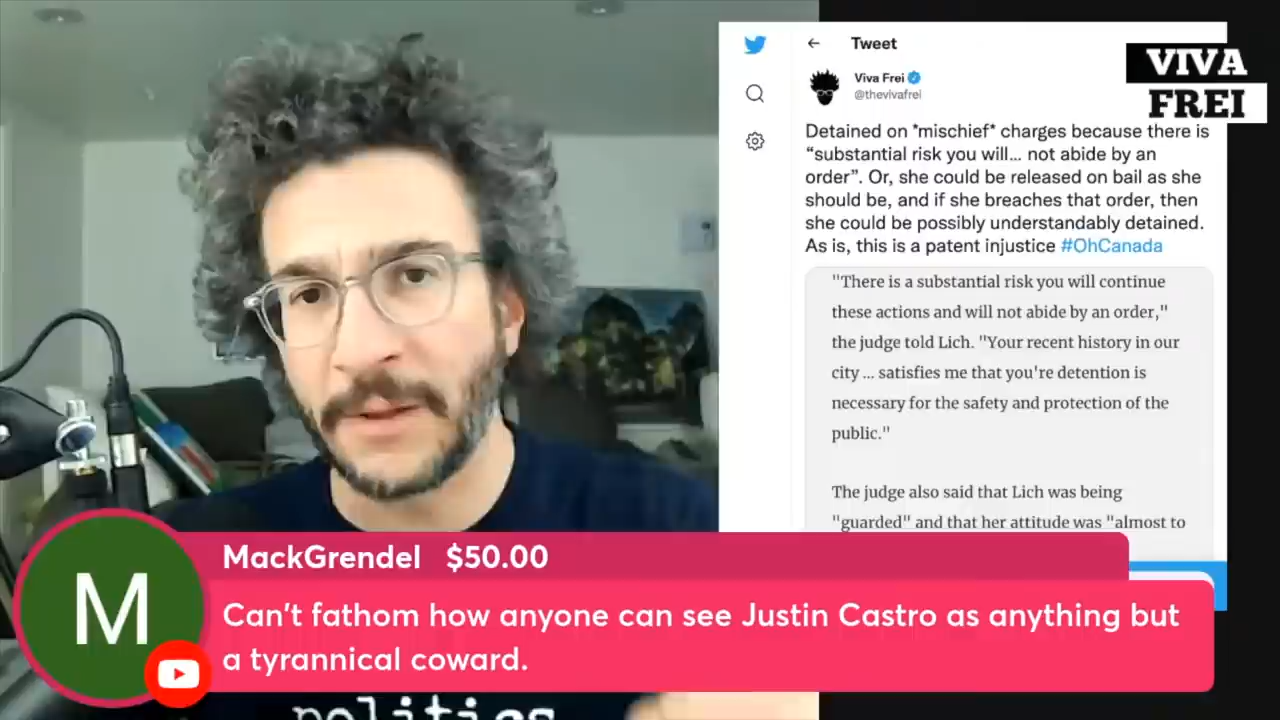 Tweet
VIVA
FREI
Viva Frei
@thevivafrei
Detained on *mischief* charges because there is
“substantial risk you will... not abide by an
order”. Or, she could be released on bail as she
should be, and if she breaches that order, then
she could be possibly understandably detained.
As is, this is a patent injustice #OhCanada
"There is a substantial risk you will continue
these actions and will not abide by an order,"
the judge told Lich. "Your recent history in our
city ... satisfies me that you're detention is
necessary for the safety and protection of the
public."
The judge also said that Lich was being
"guarded" and that her attitude was "almost to
M
MackGrendel $50.00
Can't fathom how anyone can see Justin Castro as anything but
a tyrannical coward.
politics